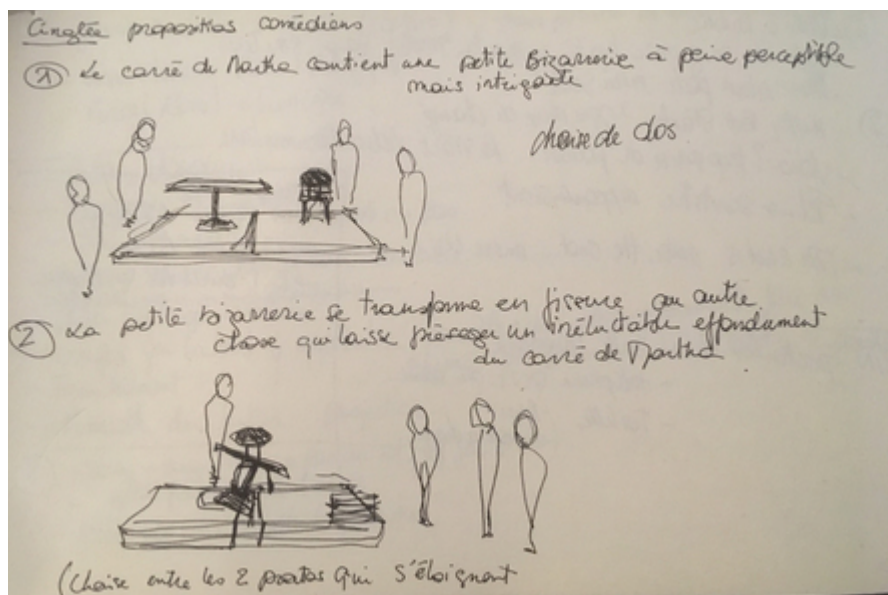 propositions comédiens
① Le carré de Martha contient une petite Bizarrerie à peine perceptible
mais intrigante
chaise de dos
② La petite bizarrerie se transforme en fissure ou autre
chose qui laisse présager un inéluctable effondrement
du carré de Martha
(chaise entre les 2 qui s'éloignent